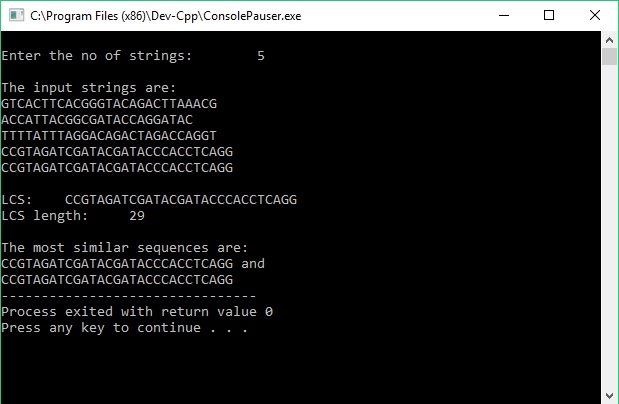 C:\Program Files (x86)\Dev-Cpp\ConsolePauser.exe
Enter the no of strings: 5
The input strings are:
GTCACTTCACGGGTACAGACTTAAACG
ACCATTACGGCGATACCAGGATAC
TTTTATTTAGGACAGACTAGACCAGGT
CCGTAGATCGATACGATACCCACCTCAGG
CCGTAGATCGATACGATACCCACCTCAGG
LCS: CCGTAGATCGATACGATACCCACCTCAGG
LCS length: 29
The most similar sequences are:
CCGTAGATCGATACGATACCCACCTCAGG and
CCGTAGATCGATACGATACCCACCTCAGG
--------------------------------
Process exited with return value 0
Press any key to continue . . .